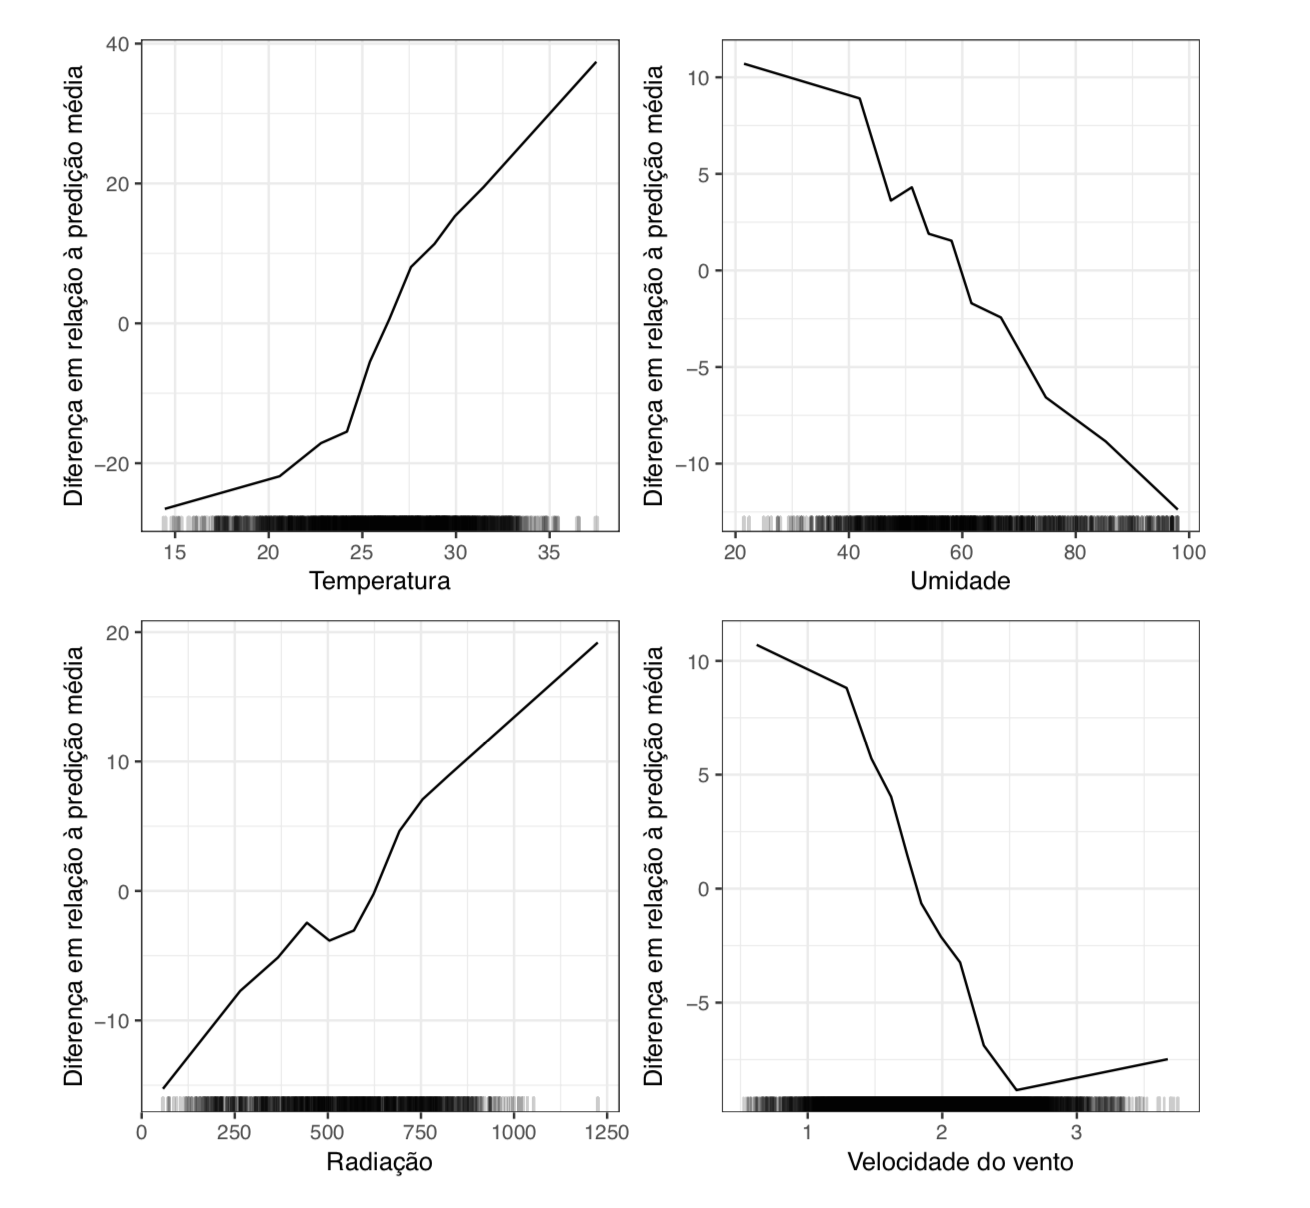 Diferença em relação à predição média
40
20
0
−20
15 20 25 30 35
Temperatura
Diferença em relação à predição média
10
5
0
−5
−10
20 40 60 80 100
Umidade
Diferença em relação à predição média
20
10
0
−10
0 250 500 750 1000 1250
Radiação
Diferença em relação à predição média
10
5
0
−5
1 2 3
Velocidade do vento